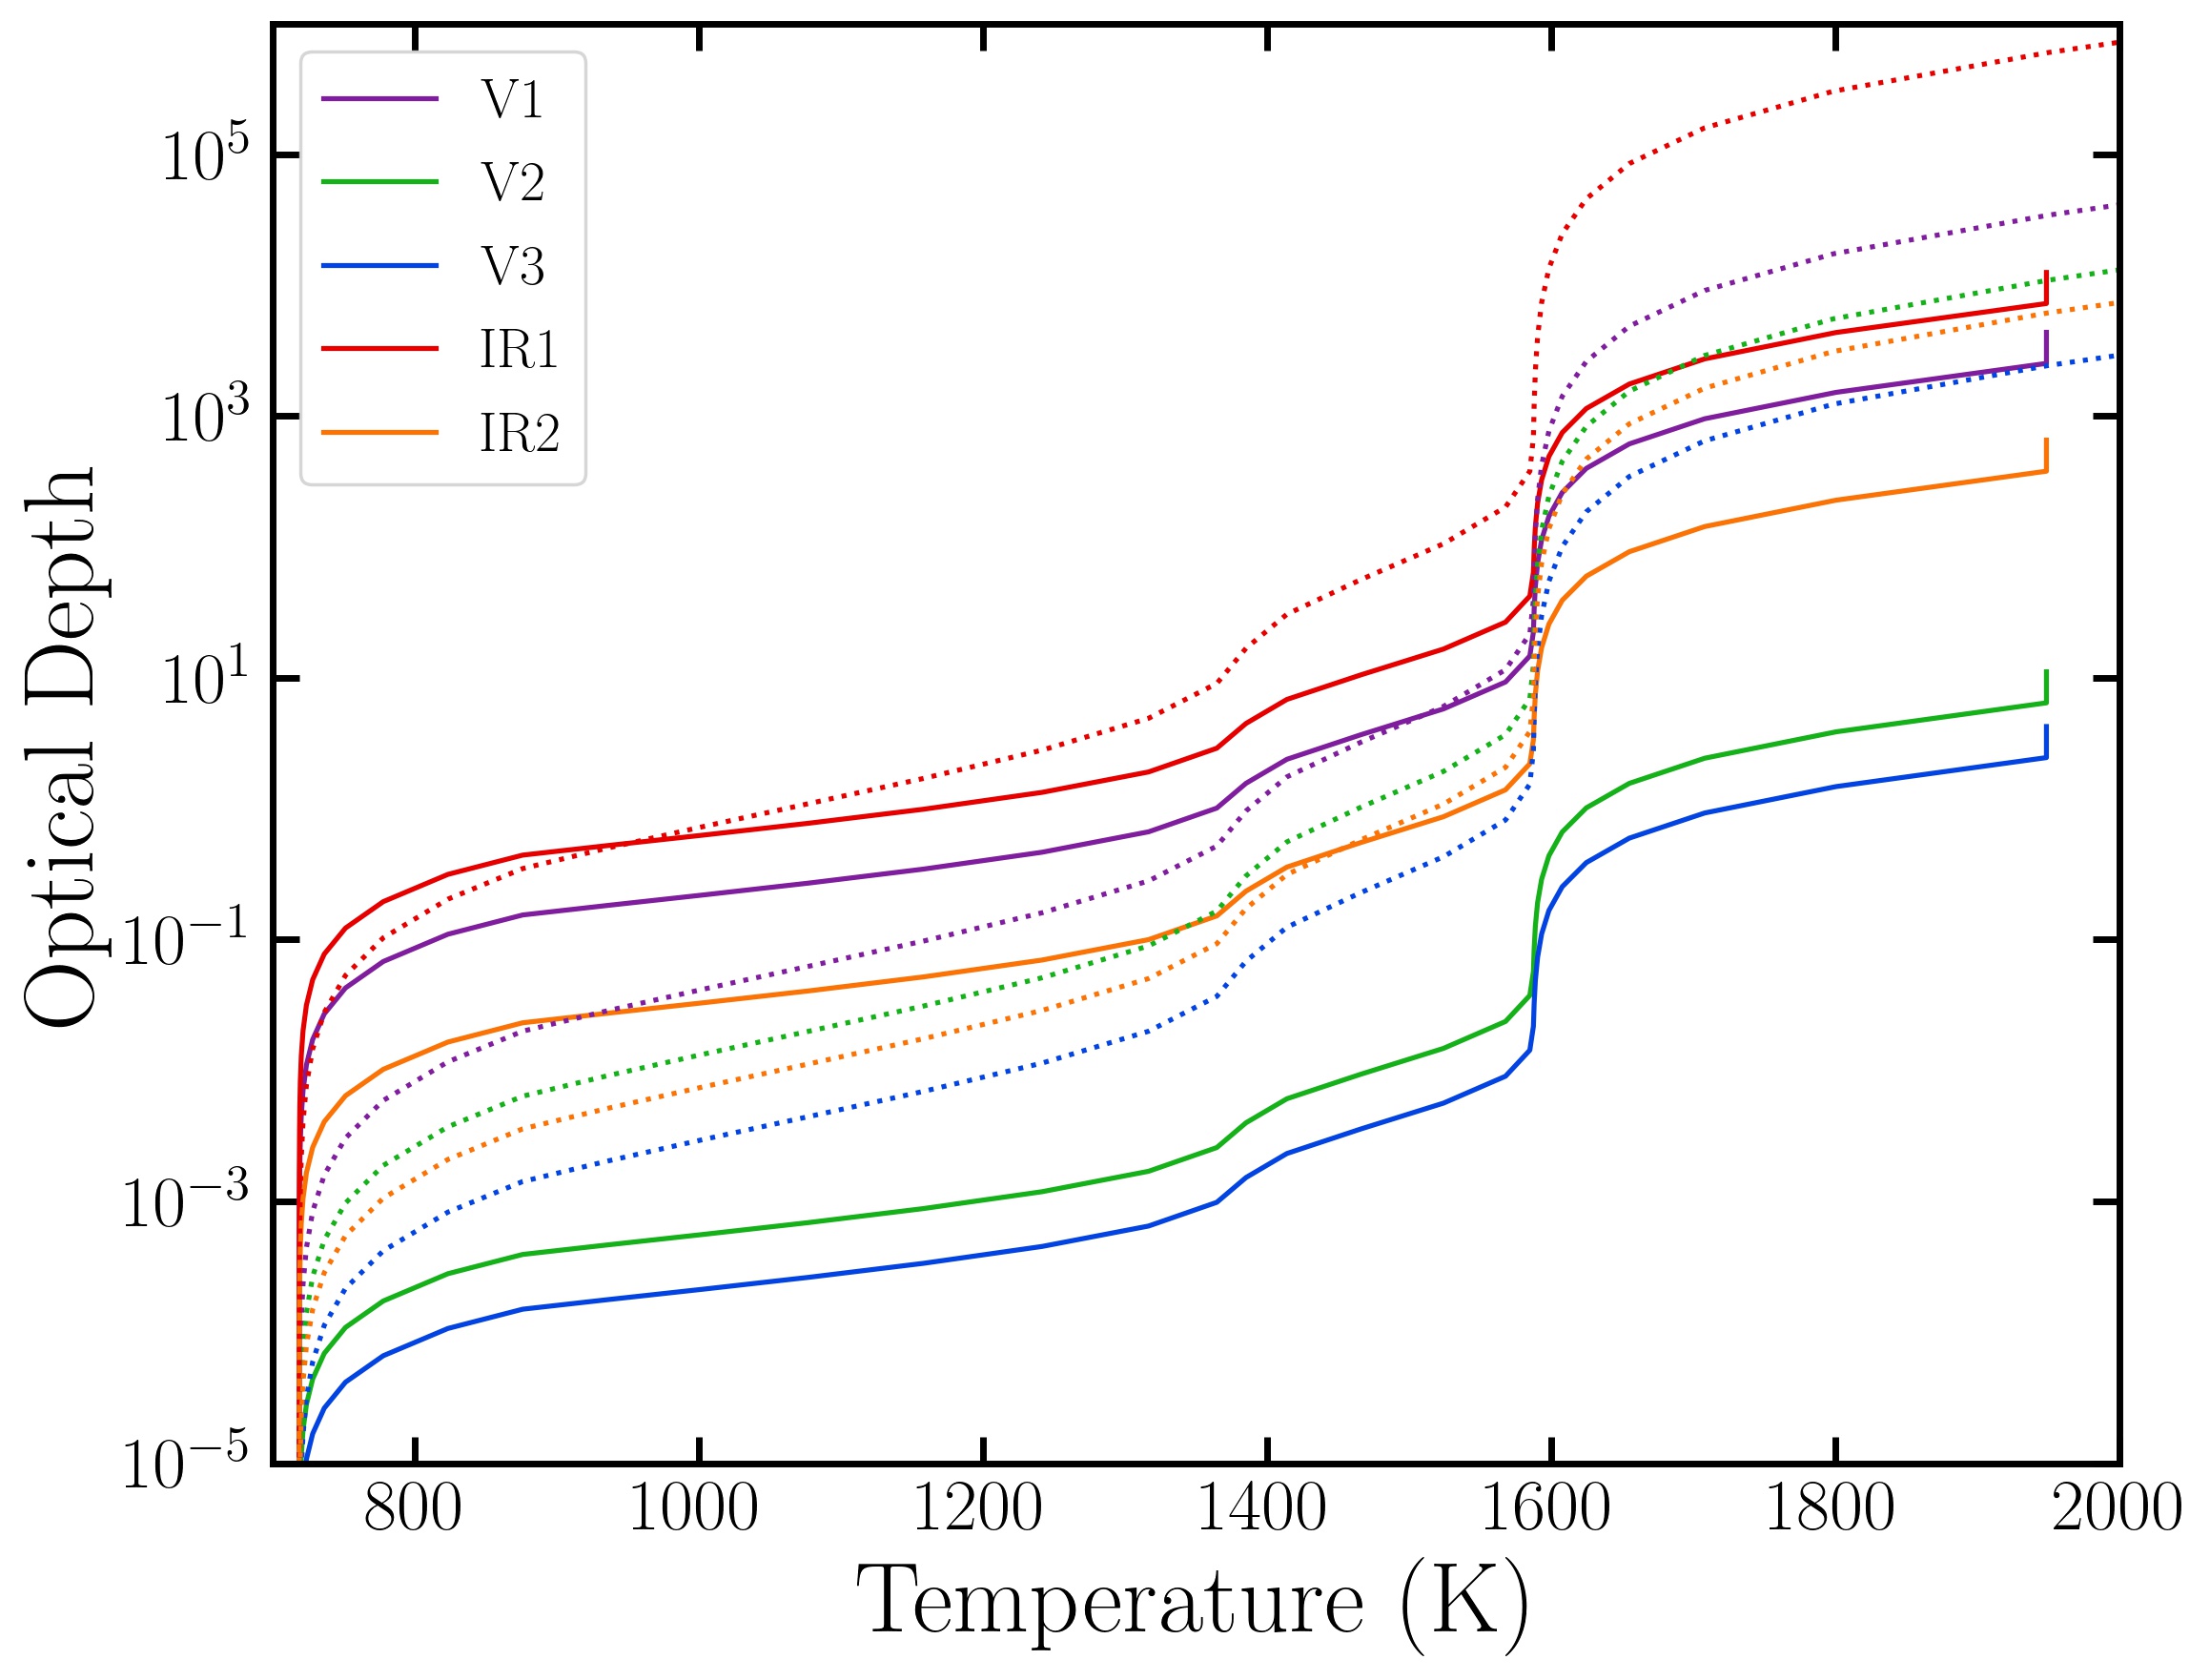 V1
V2
V3
IR1
IR2
10^5
10^3
10^1
10^−1
10^−3
10^−5
Optical Depth
800 1000 1200 1400 1600 1800 2000
Temperature (K)